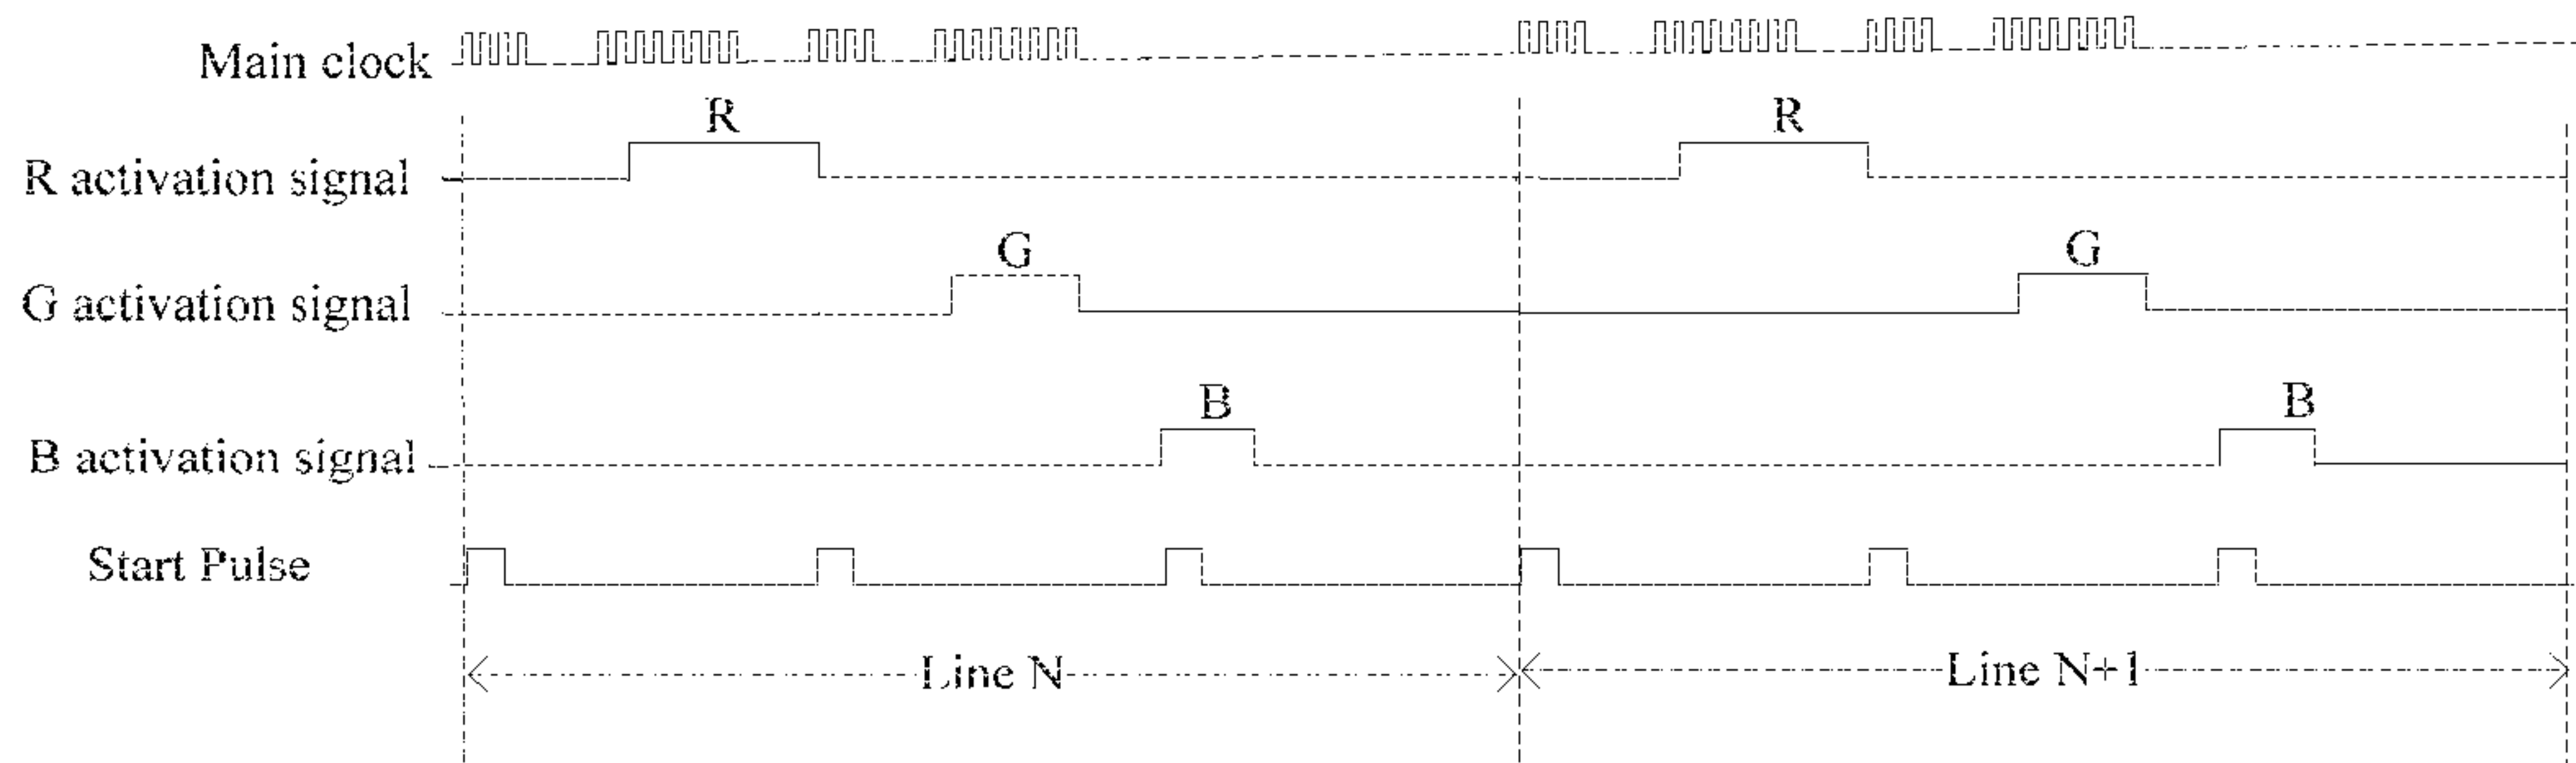 Main clock
R R
R activation signal
G G
G activation signal
B B
B activation signal
Start Pulse
Line N Line N+1